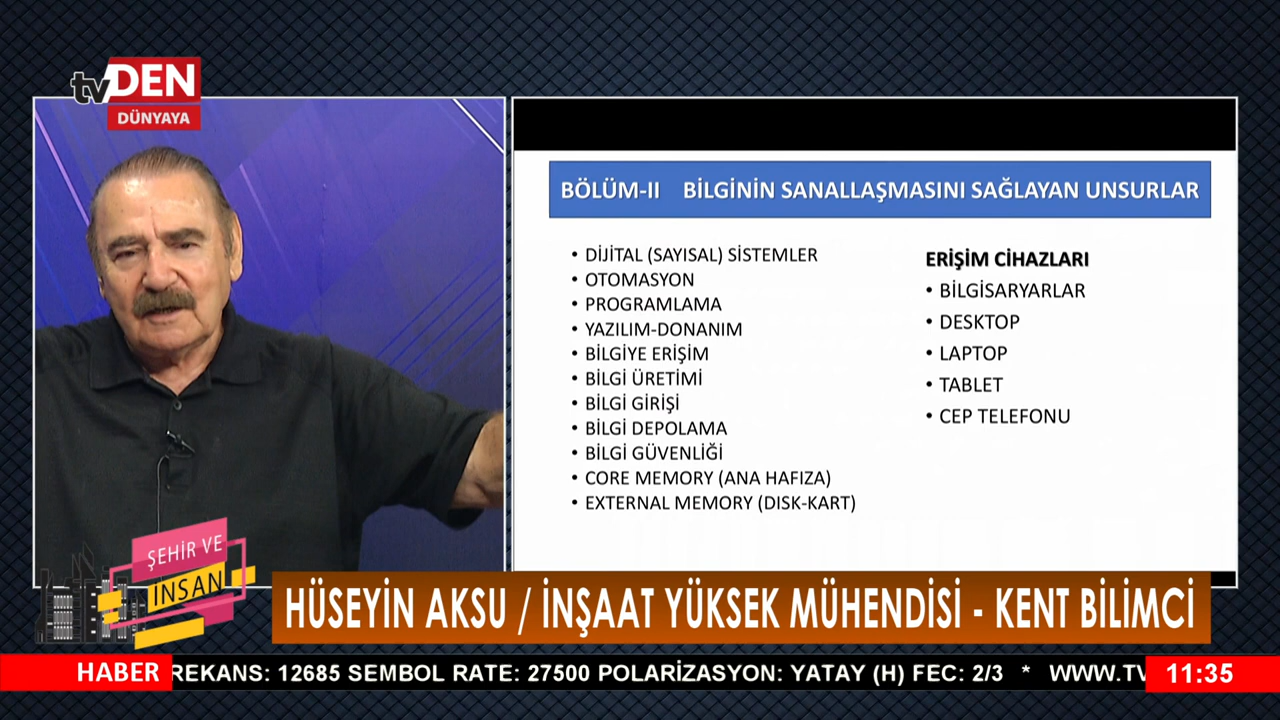 tvDEN
DÜNYAYA
BÖLÜM-II BİLGİNİN SANALLAŞMASINI SAĞLAYAN UNSURLAR
• DİJİTAL (SAYISAL) SİSTEMLER
• OTOMASYON
• PROGRAMLAMA
• YAZILIM-DONANIM
• BİLGİYE ERİŞİM
• BİLGİ ÜRETİMİ
• BİLGİ GİRİŞİ
• BİLGİ DEPOLAMA
• BİLGİ GÜVENLİĞİ
• CORE MEMORY (ANA HAFIZA)
• EXTERNAL MEMORY (DISK-KART)
ERİŞİM CİHAZLARI
• BİLGİSARYARLAR
• DESKTOP
• LAPTOP
• TABLET
• CEP TELEFONU
ŞEHİR VE
İNSAN
HÜSEYİN AKSU / İNŞAAT YÜKSEK MÜHENDİSİ - KENT BİLİMCİ
HABER REKANS: 12685 SEMBOL RATE: 27500 POLARİZASYON: YATAY (H) FEC: 2/3 * WWW.TV 11:35